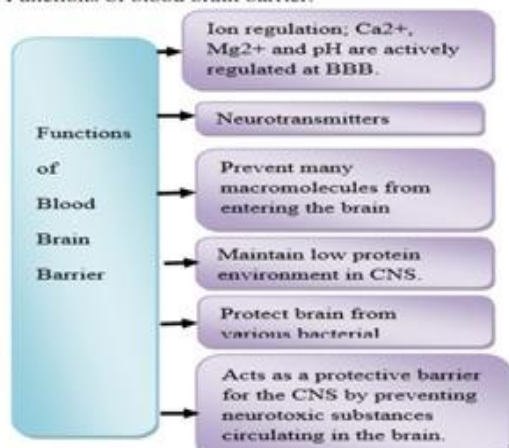 Functions of blood brain barrier.
Functions
of
Blood
Brain
Barrier
Ion regulation; Ca2+,
Mg2+ and pH are actively
regulated at BBB.
Neurotransmitters
Prevent many
macromolecules from
entering the brain
Maintain low protein
environment in CNS.
Protect brain from
various bacterial
Acts as a protective barrier
for the CNS by preventing
neurotoxic substances
circulating in the brain.